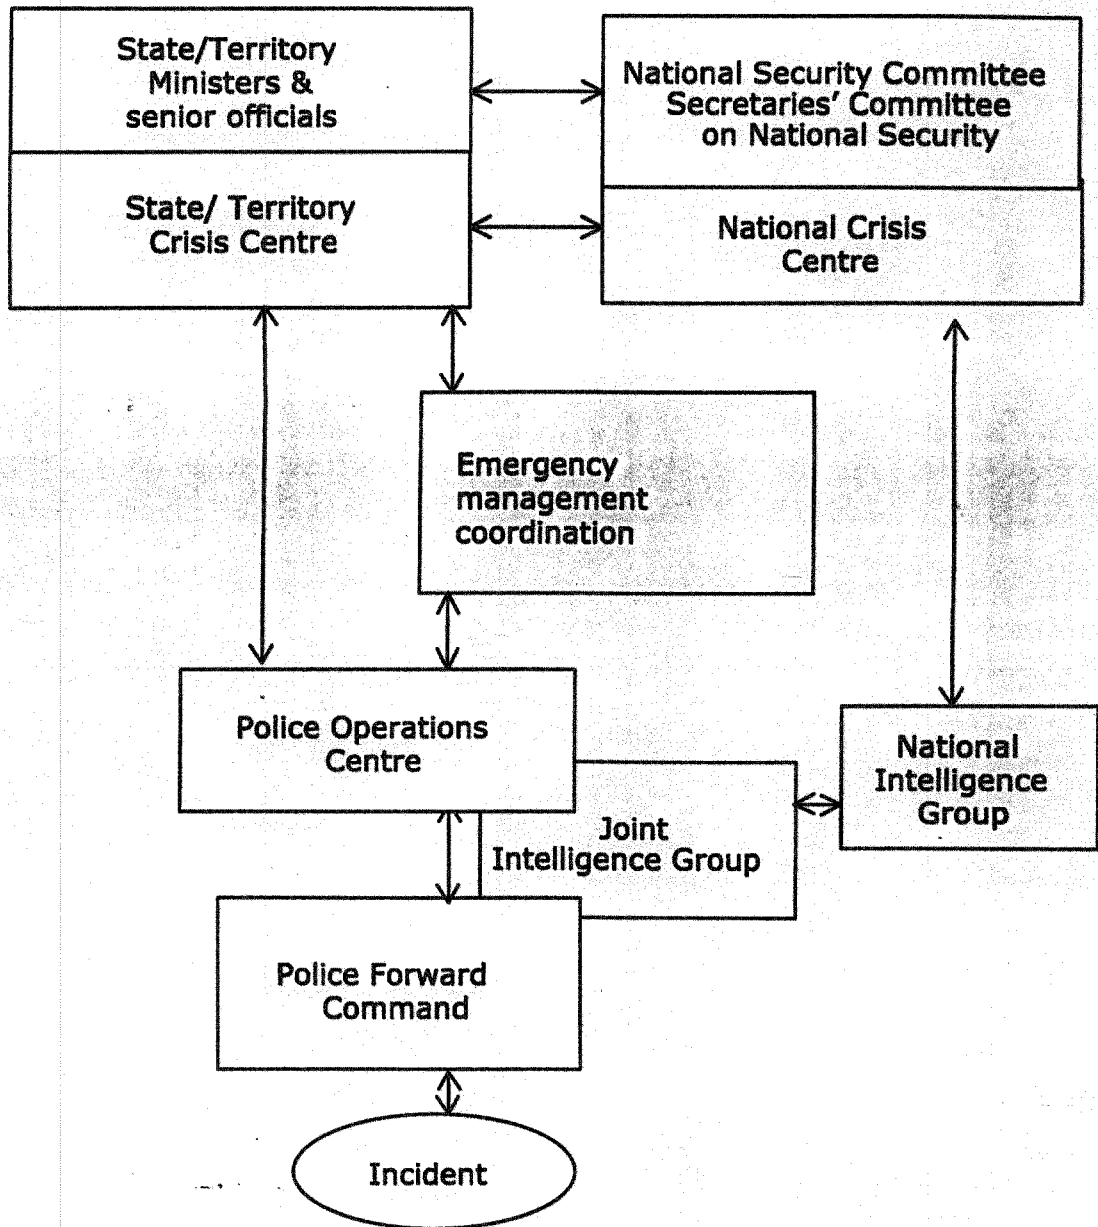 State/Territory
Ministers &
senior officials
National Security Committee
Secretaries' Committee
on National Security
State/ Territory
Crisis Centre
National Crisis
Centre
Emergency
management
coordination
Police Operations
Centre
National
Intelligence
Group
Joint
Intelligence Group
Police Forward
Command
Incident